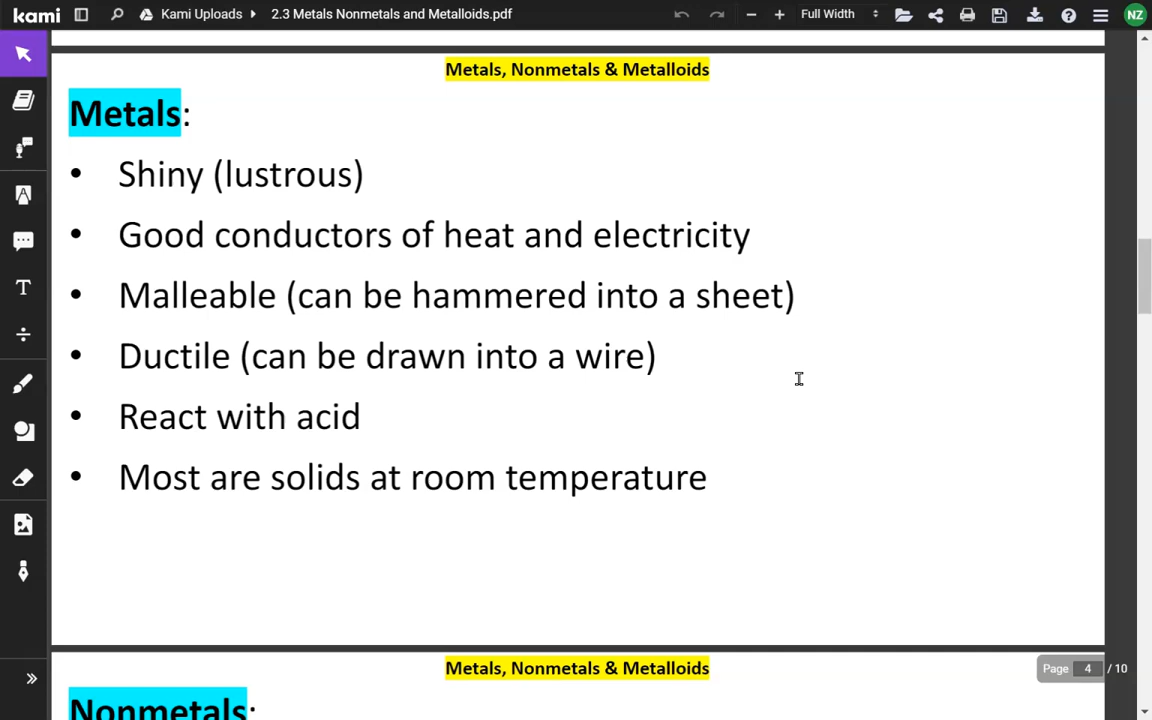 kami Kami Uploads 2.3 Metals Nonmetals and Metalloids.pdf Full Width NZ
Metals, Nonmetals & Metalloids
Metals:
• Shiny (lustrous)
• Good conductors of heat and electricity
• Malleable (can be hammered into a sheet)
• Ductile (can be drawn into a wire)
• React with acid
• Most are solids at room temperature
Metals, Nonmetals & Metalloids
Page 4 / 10
Nonmetals: